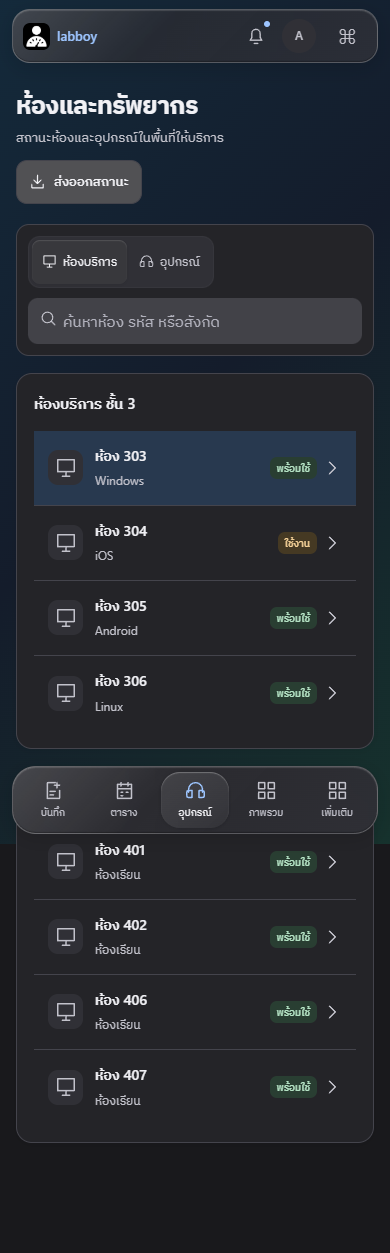 labboy
A
ห้องและทรัพยากร
สถานะห้องและอุปกรณ์ในพื้นที่ให้บริการ
ส่งออกสถานะ
ห้องบริการ
อุปกรณ์
ค้นหาห้อง รหัส หรือสังกัด
ห้องบริการ ชั้น 3
ห้อง 303
Windows
พร้อมใช้
ห้อง 304
iOS
ใช้งาน
ห้อง 305
Android
พร้อมใช้
ห้อง 306
Linux
พร้อมใช้
บันทึก
ตาราง
อุปกรณ์
ภาพรวม
เพิ่มเติม
ห้อง 401
ห้องเรียน
พร้อมใช้
ห้อง 402
ห้องเรียน
พร้อมใช้
ห้อง 406
ห้องเรียน
พร้อมใช้
ห้อง 407
ห้องเรียน
พร้อมใช้